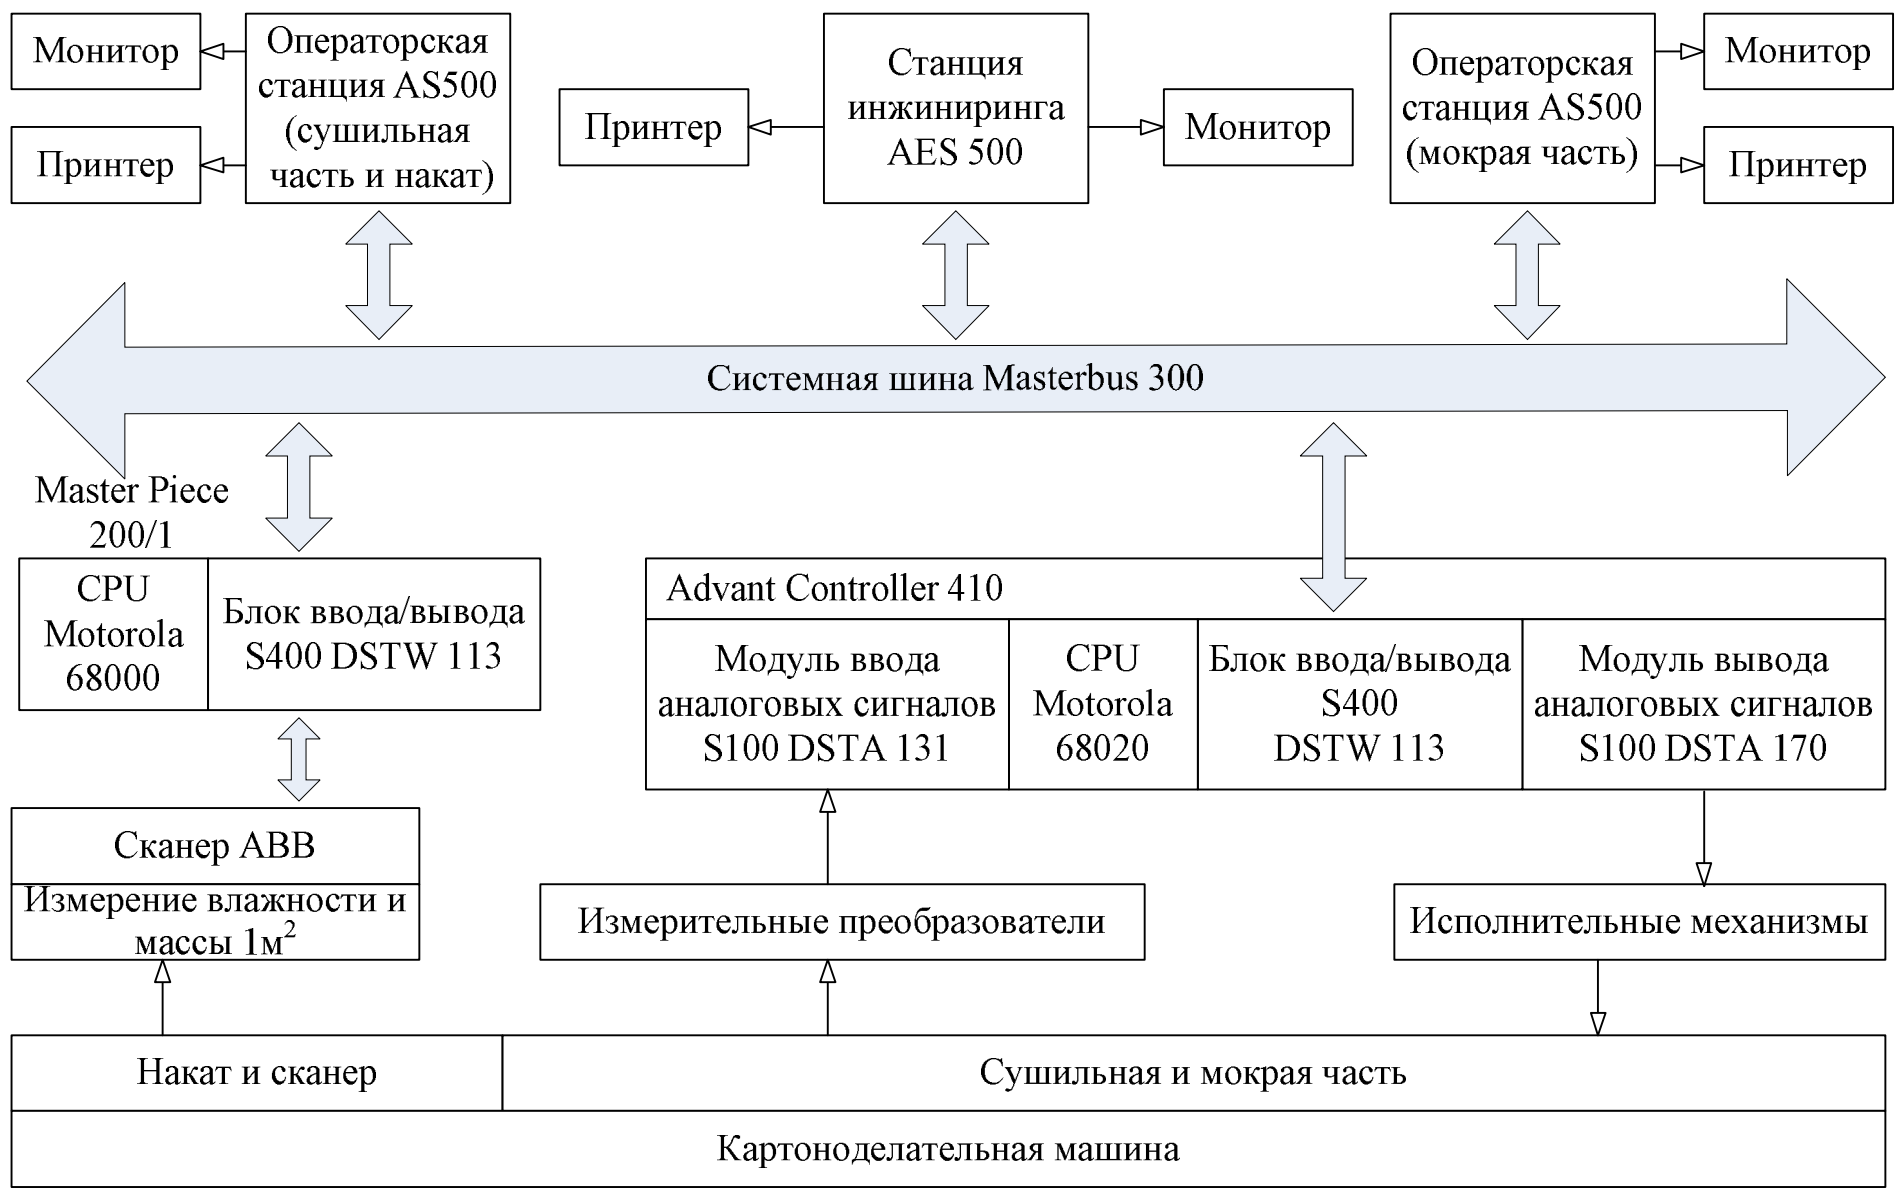 Монитор
Принтер
Операторская
станция AS500
(сушильная
часть и накат)
Принтер
Станция
инжиниринга
AES 500
Монитор
Операторская
станция AS500
(мокрая часть)
Монитор
Принтер
Системная шина Masterbus 300
Master Piece
200/1
CPU
Motorola
68000
Блок ввода/вывода
S400 DSTW 113
Advant Controller 410
Модуль ввода
аналоговых сигналов
S100 DSTA 131
CPU
Motorola
68020
Блок ввода/вывода
S400
DSTW 113
Модуль вывода
аналоговых сигналов
S100 DSTA 170
Сканер ABB
Измерение влажности и
массы 1м²
Измерительные преобразователи
Исполнительные механизмы
Накат и сканер
Сушильная и мокрая часть
Картоноделательная машина